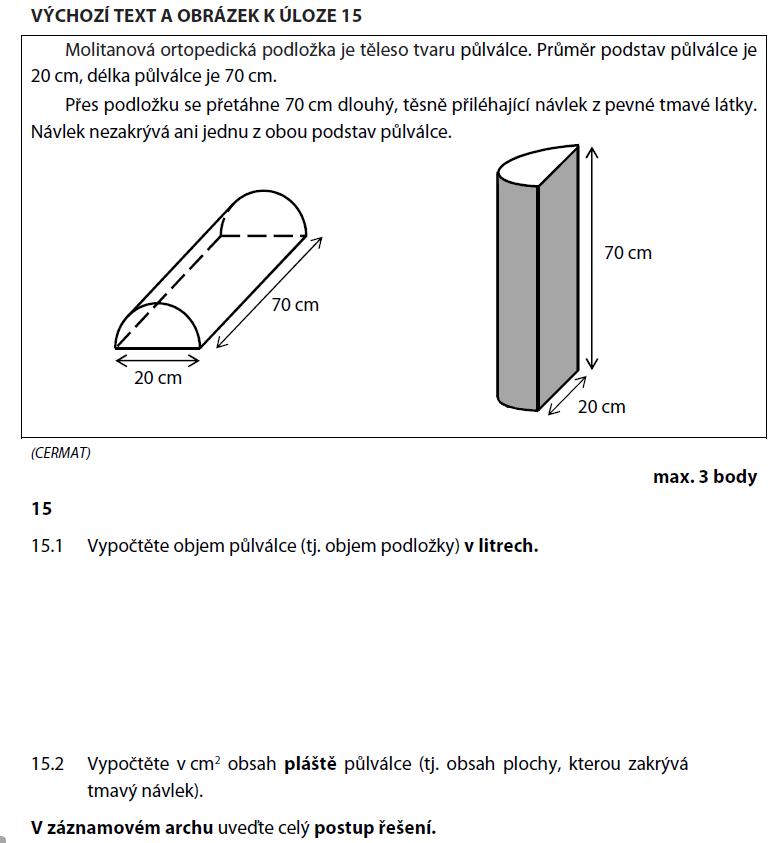 VÝCHOZÍ TEXT A OBRÁZEK K ÚLOZE 15
Molitanová ortopedická podložka je těleso tvaru půlválce. Průměr podstav půlválce je
20 cm, délka půlválce je 70 cm.
Přes podložku se přetáhne 70 cm dlouhý, těsně přiléhající návlek z pevné tmavé látky.
Návlek nezakrývá ani jednu z obou podstav půlválce.
70 cm
20 cm
70 cm
20 cm
(CERMAT)
max. 3 body
15
15.1 Vypočtěte objem půlválce (tj. objem podložky) v litrech.
15.2 Vypočtěte v cm² obsah pláště půlválce (tj. obsah plochy, kterou zakrývá
tmavý návlek).
V záznamovém archu uveďte celý postup řešení.